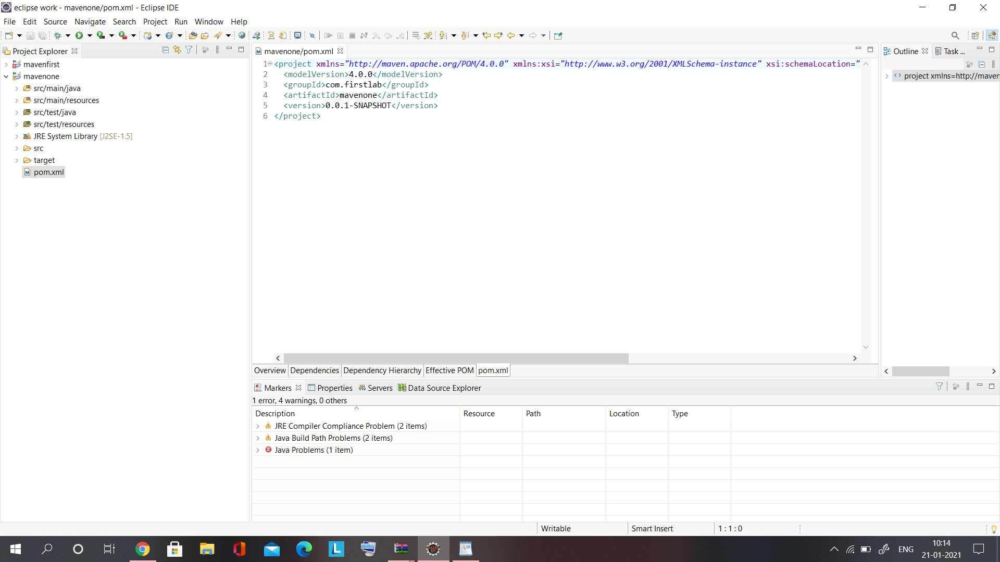 eclipse work - mavenone/pom.xml - Eclipse IDE
File Edit Source Navigate Search Project Run Window Help
Project Explorer
mavenfirst
mavenone
src/main/java
src/main/resources
src/test/java
src/test/resources
JRE System Library [J2SE-1.5]
src
target
pom.xml
mavenone/pom.xml
1 <project xmlns="http://maven.apache.org/POM/4.0.0" xmlns:xsi="http://www.w3.org/2001/XMLSchema-instance" xsi:schemaLocation="
2 <modelVersion>4.0.0</modelVersion>
3 <groupId>com.firstlab</groupId>
4 <artifactId>mavenone</artifactId>
5 <version>0.0.1-SNAPSHOT</version>
6 </project>
Overview Dependencies Dependency Hierarchy Effective POM pom.xml
Outline Task ...
project xmlns=http://maven
Markers Properties Servers Data Source Explorer
1 error, 4 warnings, 0 others
Description Resource Path Location Type
JRE Compiler Compliance Problem (2 items)
Java Build Path Problems (2 items)
Java Problems (1 item)
Writable Smart Insert 1 : 1 : 0
L
ENG
10:14
21-01-2021